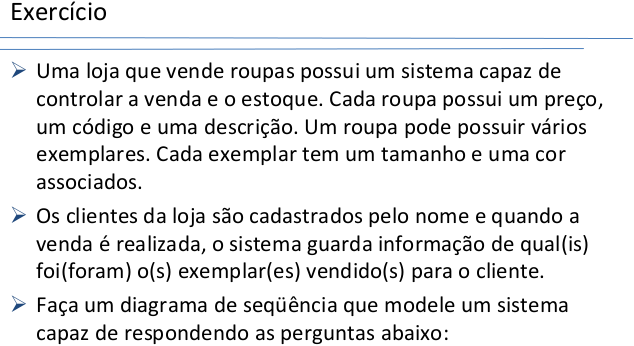 Exercício
Uma loja que vende roupas possui um sistema capaz de
controlar a venda e o estoque. Cada roupa possui um preço,
um código e uma descrição. Um roupa pode possuir vários
exemplares. Cada exemplar tem um tamanho e uma cor
associados.
Os clientes da loja são cadastrados pelo nome e quando a
venda é realizada, o sistema guarda informação de qual(is)
foi(foram) o(s) exemplar(es) vendido(s) para o cliente.
Faça um diagrama de seqüência que modele um sistema
capaz de respondendo as perguntas abaixo: